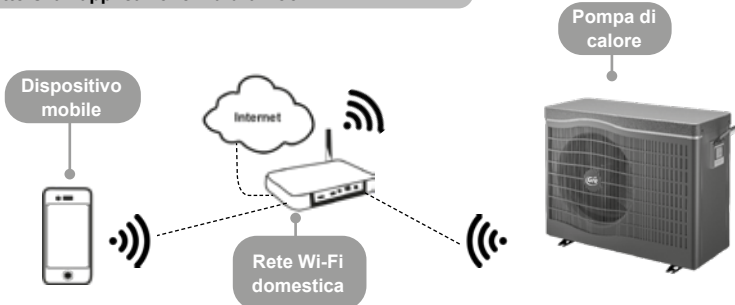 Pompa di
calore
Dispositivo
mobile
Internet
Rete Wi-Fi
domestica